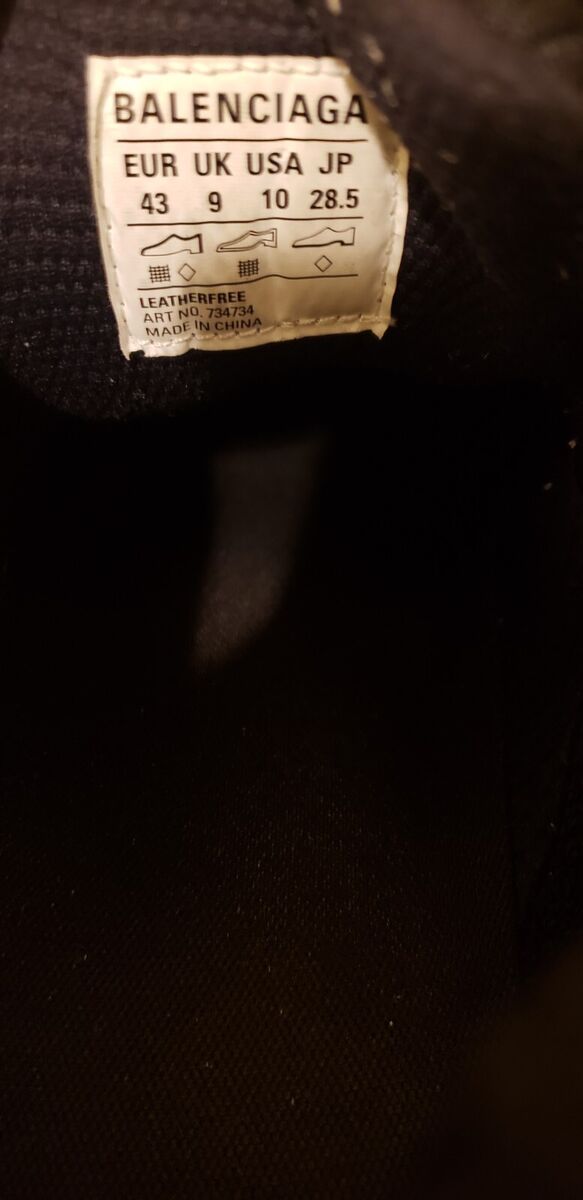 BALENCIAGA
EUR UK USA JP
43 9 10 28.5
LEATHERFREE
ART NO. 734734
MADE IN CHINA